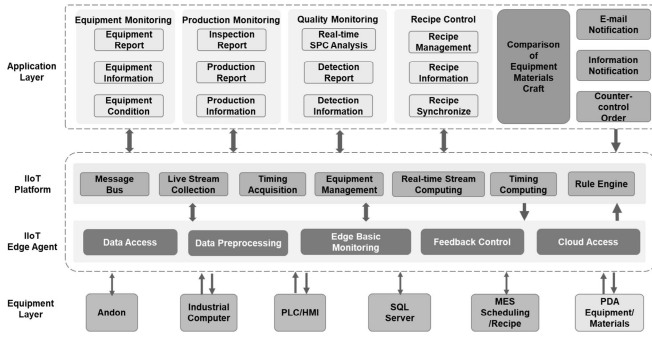 Equipment Monitoring
Production Monitoring
Quality Monitoring
Recipe Control
Application
Layer
Equipment
Report
Equipment
Information
Equipment
Condition
Inspection
Report
Production
Report
Production
Information
Real-time
SPC Analysis
Detection
Report
Detection
Information
Recipe
Management
Recipe
Information
Recipe
Synchronize
Comparison
of
Equipment
Materials
Craft
E-mail
Notification
Information
Notification
Counter-
control
Order
IIoT
Platform
Message
Bus
Live Stream
Collection
Timing
Acquisition
Equipment
Management
Real-time Stream
Computing
Timing
Computing
Rule Engine
IIoT
Edge Agent
Data Access
Data Preprocessing
Edge Basic
Monitoring
Feedback Control
Cloud Access
Equipment
Layer
Andon
Industrial
Computer
PLC/HMI
SQL
Server
MES
Scheduling
/Recipe
PDA
Equipment/
Materials